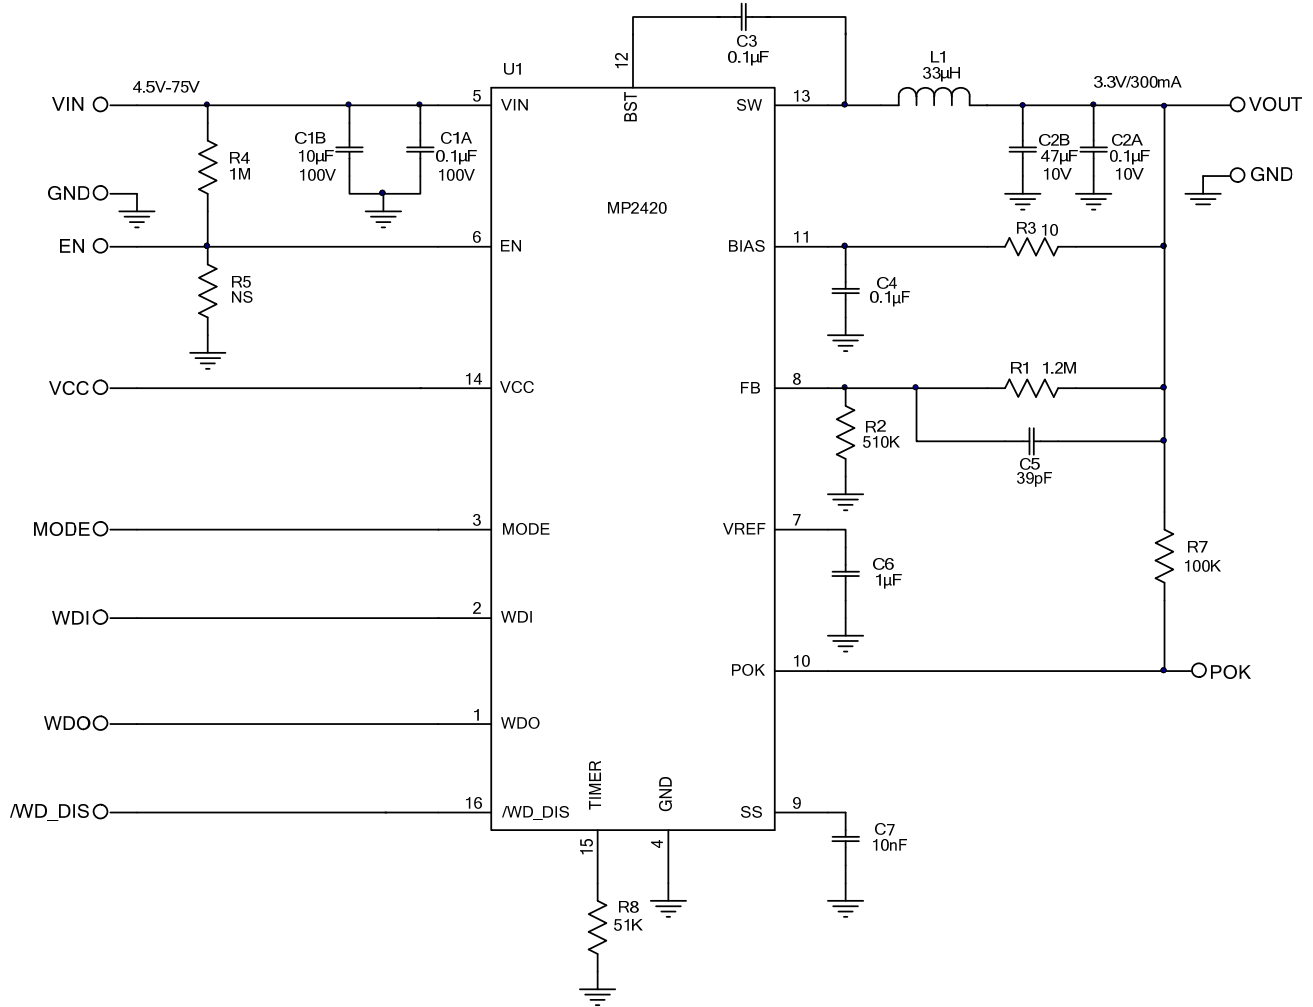 C3
0.1µF
12
U1
L1
33µH
4.5V-75V
3.3V/300mA
VIN
5
VIN
BST
SW
13
VOUT
R4
1M
C1B
10µF
100V
C1A
0.1µF
100V
C2B
47µF
10V
C2A
0.1µF
10V
GND
GND
MP2420
EN
6
EN
BIAS
11
R3 10
R5
NS
C4
0.1µF
VCC
14
VCC
FB
8
R1 1.2M
R2
510K
C5
39pF
MODE
3
MODE
VREF
7
C6
1µF
R7
100K
WDI
2
WDI
POK
10
POK
WDO
1
WDO
TIMER
GND
/WD_DIS
16
/WD_DIS
SS
9
C7
10nF
15
4
R8
51K